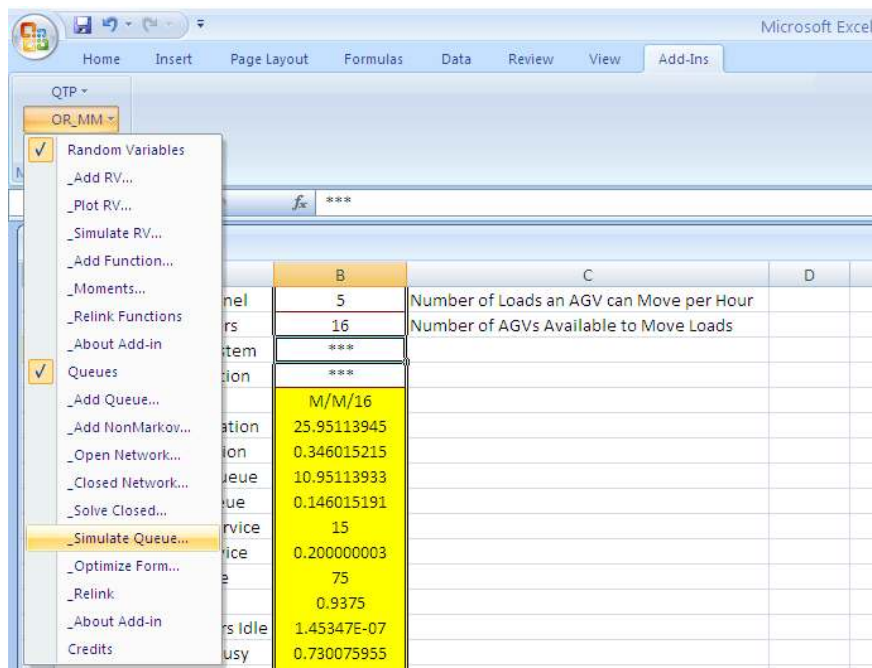 Microsoft Excel
Home Insert Page Layout Formulas Data Review View Add-Ins
QTP
OR_MM
Random Variables
_Add RV...
_Plot RV...
_Simulate RV...
_Add Function...
_Moments...
_Relink Functions
_About Add-in
Queues
_Add Queue...
_Add NonMarkov...
_Open Network...
_Closed Network...
_Solve Closed...
_Simulate Queue...
_Optimize Form...
_Relink
_About Add-in
Credits
M
fx ***
B C D
nel 5 Number of Loads an AGV can Move per Hour
rs 16 Number of AGVs Available to Move Loads
stem ***
tion ***
M/M/16
ation 25.95113945
ion 0.346015215
ueue 10.95113933
ue 0.146015191
rvice 15
ice 0.200000003
e 75
0.9375
rs Idle 1.45347E-07
usy 0.730075955